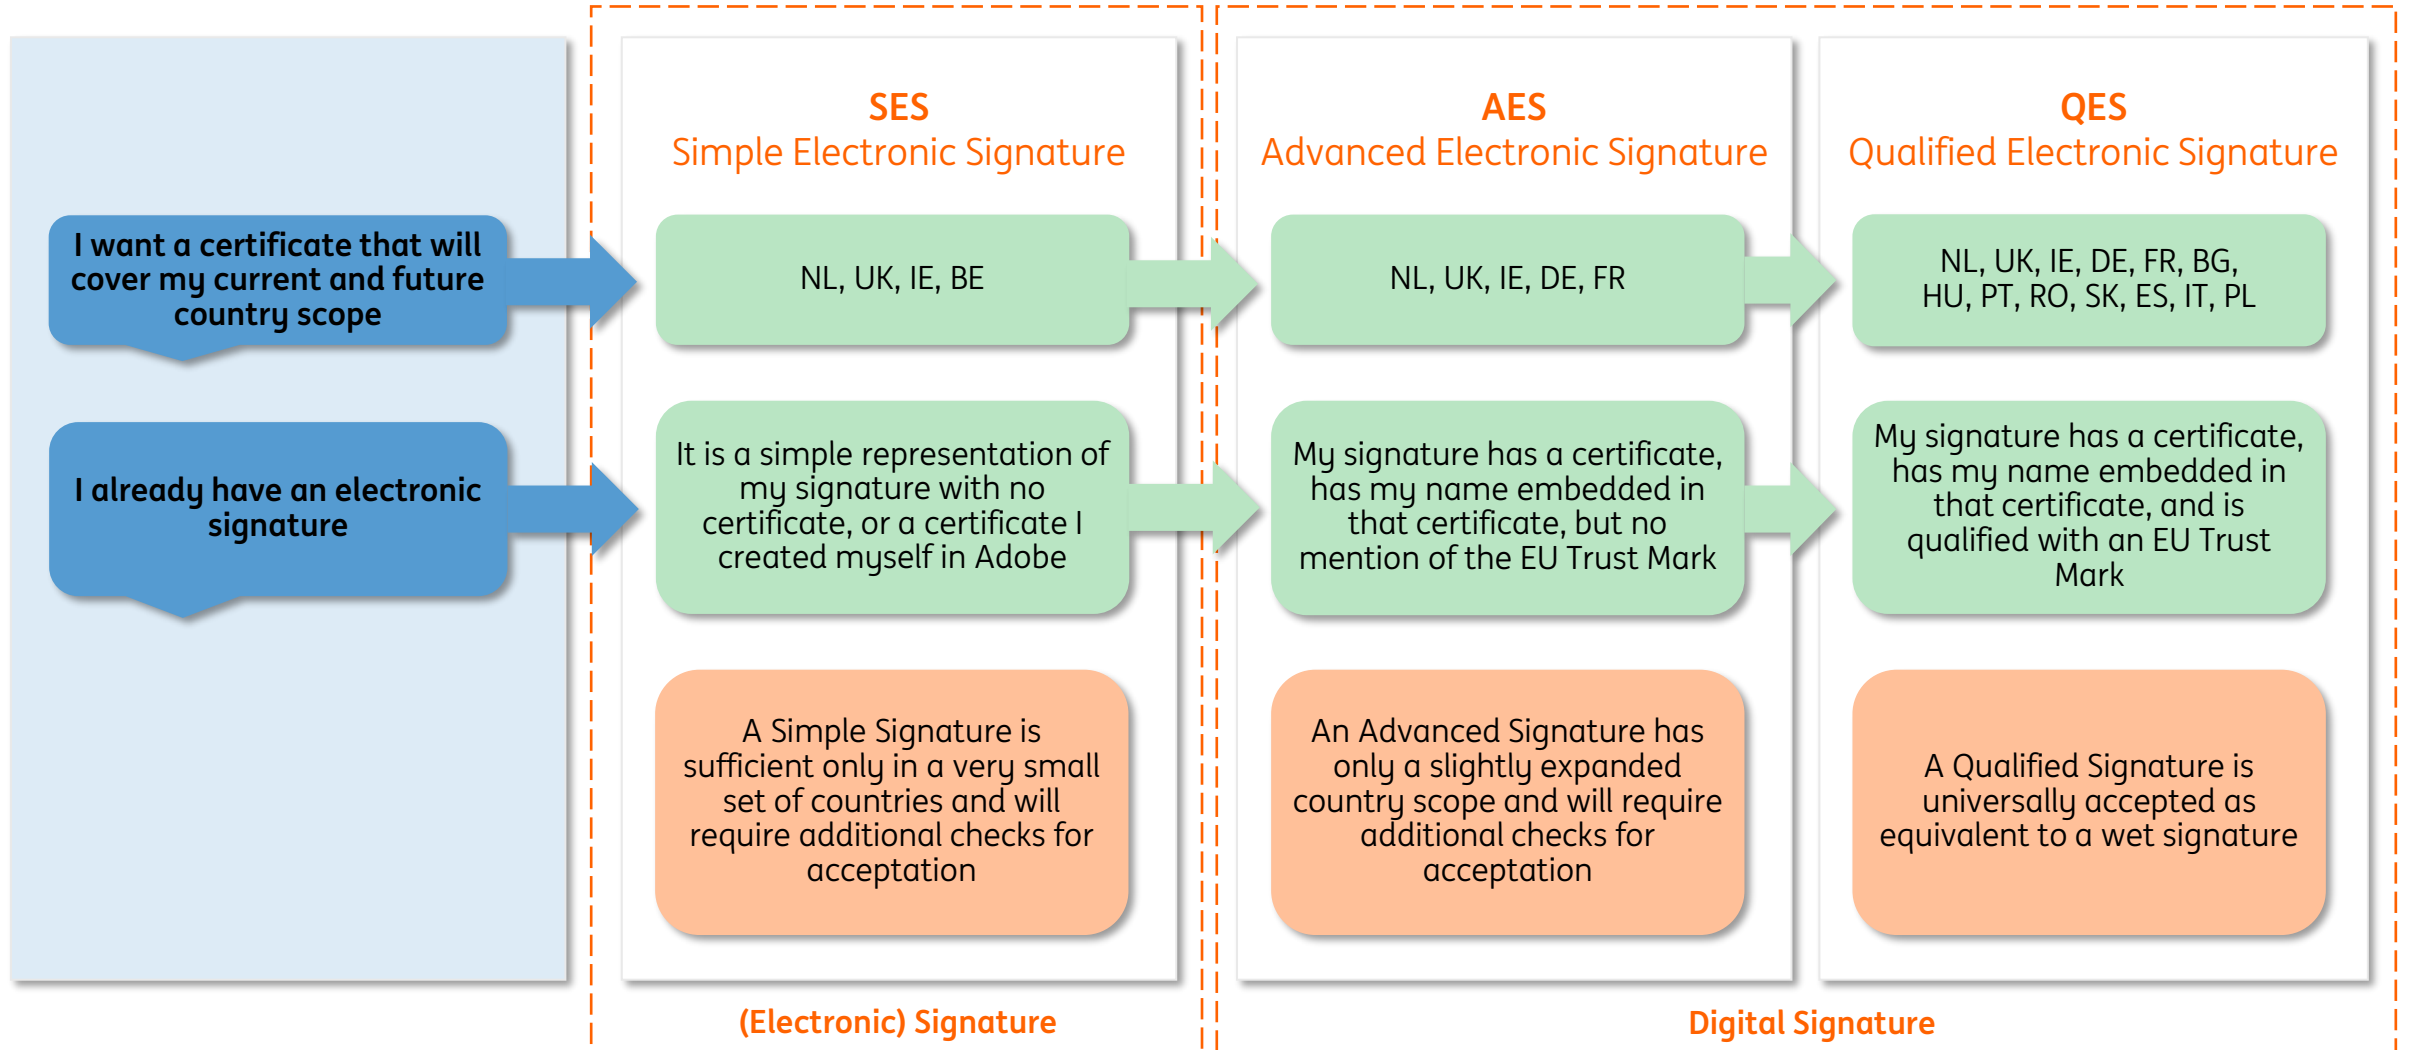 SES
Simple Electronic Signature
AES
Advanced Electronic Signature
QES
Qualified Electronic Signature
I want a certificate that will
cover my current and future
country scope
NL, UK, IE, BE
NL, UK, IE, DE, FR
NL, UK, IE, DE, FR, BG,
HU, PT, RO, SK, ES, IT, PL
I already have an electronic
signature
It is a simple representation of
my signature with no
certificate, or a certificate I
created myself in Adobe
My signature has a certificate,
has my name embedded in
that certificate, but no
mention of the EU Trust Mark
My signature has a certificate,
has my name embedded in
that certificate, and is
qualified with an EU Trust
Mark
A Simple Signature is
sufficient only in a very small
set of countries and will
require additional checks for
acceptation
An Advanced Signature has
only a slightly expanded
country scope and will require
additional checks for
acceptation
A Qualified Signature is
universally accepted as
equivalent to a wet signature
(Electronic) Signature
Digital Signature